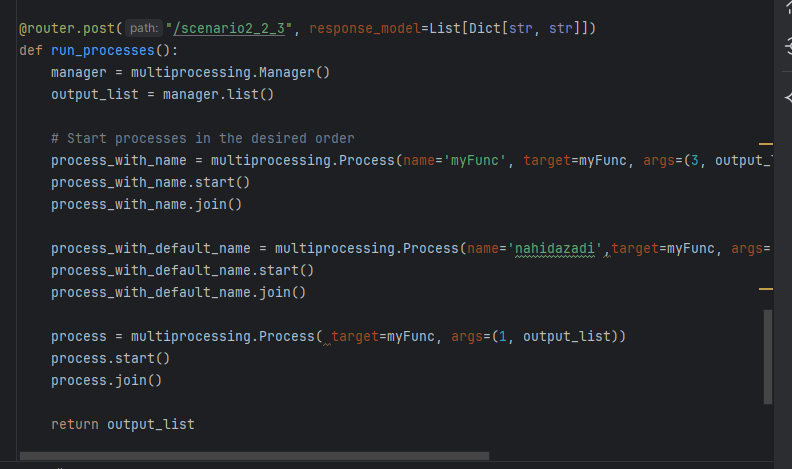 @router.post( path: "/scenario2_2_3", response_model=List[Dict[str, str]])
def run_processes():
    manager = multiprocessing.Manager()
    output_list = manager.list()
    # Start processes in the desired order
    process_with_name = multiprocessing.Process(name='myFunc', target=myFunc, args=(3, output_l
    process_with_name.start()
    process_with_name.join()
    process_with_default_name = multiprocessing.Process(name='nahidazadi',target=myFunc, args=
    process_with_default_name.start()
    process_with_default_name.join()
    process = multiprocessing.Process( target=myFunc, args=(1, output_list))
    process.start()
    process.join()
    return output_list